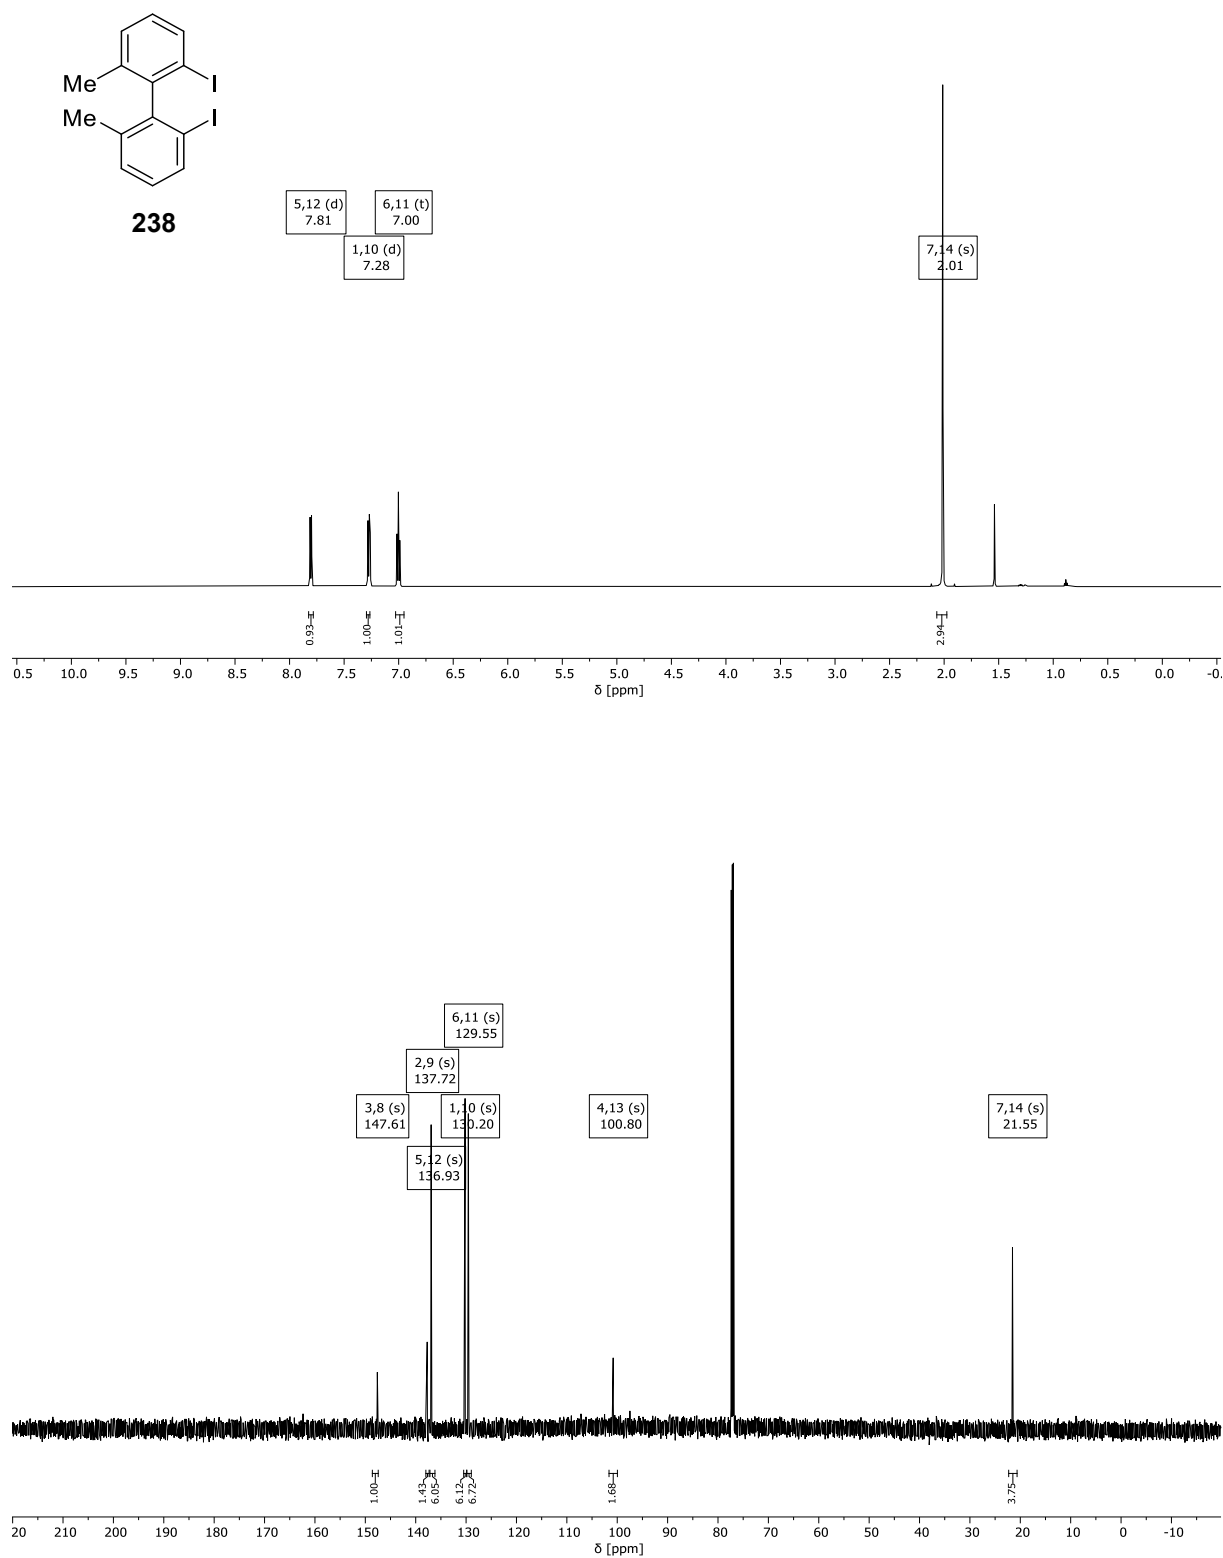 Me
I
Me
I
238
5,12 (d)
7.81
6,11 (t)
7.00
1,10 (d)
7.28
7,14 (s)
2.01
0.93
1.00
1.01
2.94
0.5 10.0 9.5 9.0 8.5 8.0 7.5 7.0 6.5 6.0 5.5 5.0 4.5 4.0 3.5 3.0 2.5 2.0 1.5 1.0 0.5 0.0 -0.
δ [ppm]
6,11 (s)
129.55
2,9 (s)
137.72
3,8 (s)
147.61
1,10 (s)
130.20
4,13 (s)
100.80
7,14 (s)
21.55
5,12 (s)
136.93
1.00
1.43
6.05
6.12
6.72
1.68
3.75
20 210 200 190 180 170 160 150 140 130 120 110 100 90 80 70 60 50 40 30 20 10 0 -10
δ [ppm]